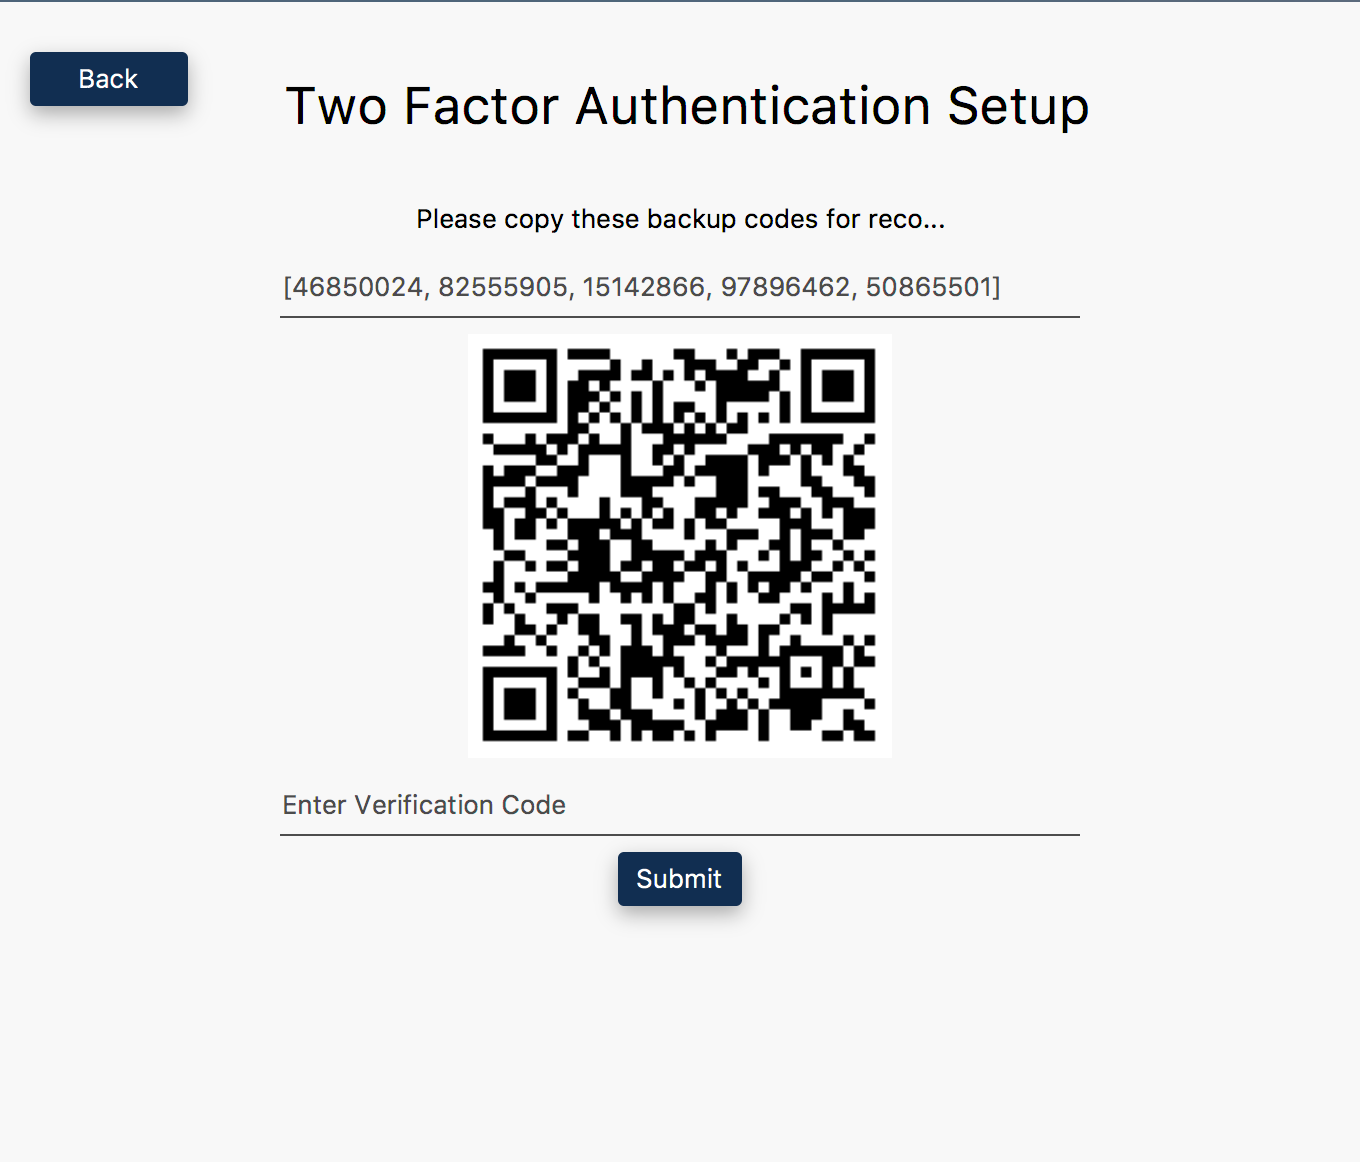 Back
Two Factor Authentication Setup
Please copy these backup codes for reco...
[46850024, 82555905, 15142866, 97896462, 50865501]
Enter Verification Code
Submit